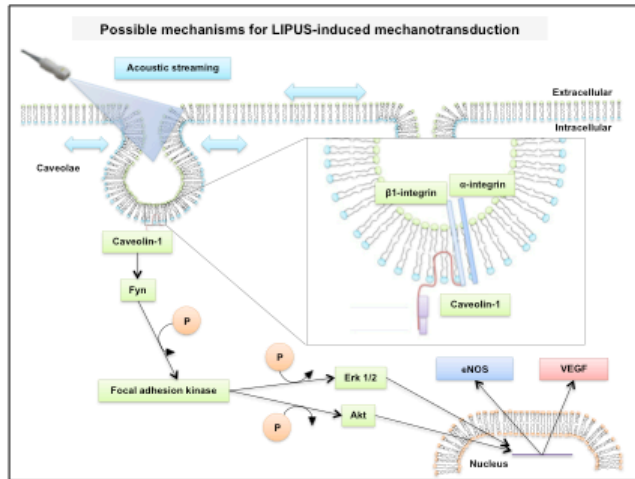 Possible mechanisms for LIPUS-induced mechanotransduction
Acoustic streaming
Extracellular
Intracellular
Caveolae
β1-integrin
α-integrin
Caveolin-1
Caveolin-1
Fyn
P
Focal adhesion kinase
P
Erk 1/2
P
Akt
eNOS
VEGF
Nucleus